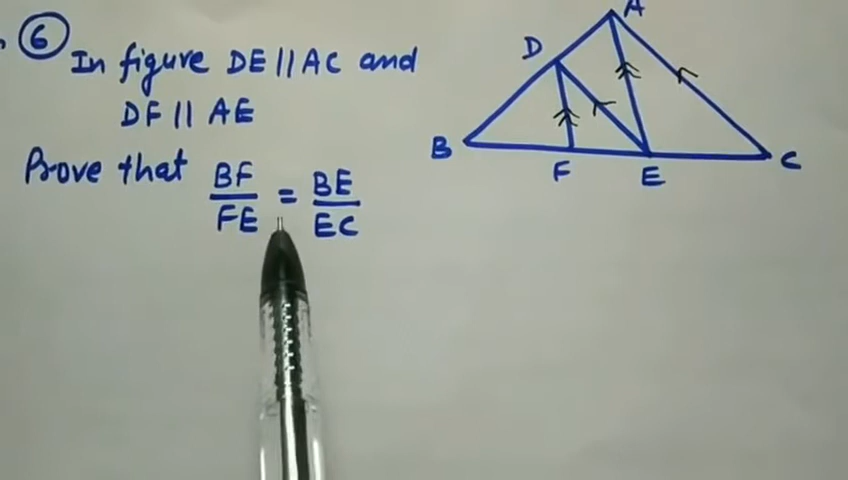 6 In figure DE || AC and
DF || AE
Prove that BF/FE = BE/EC
A
D
B
F
E
C